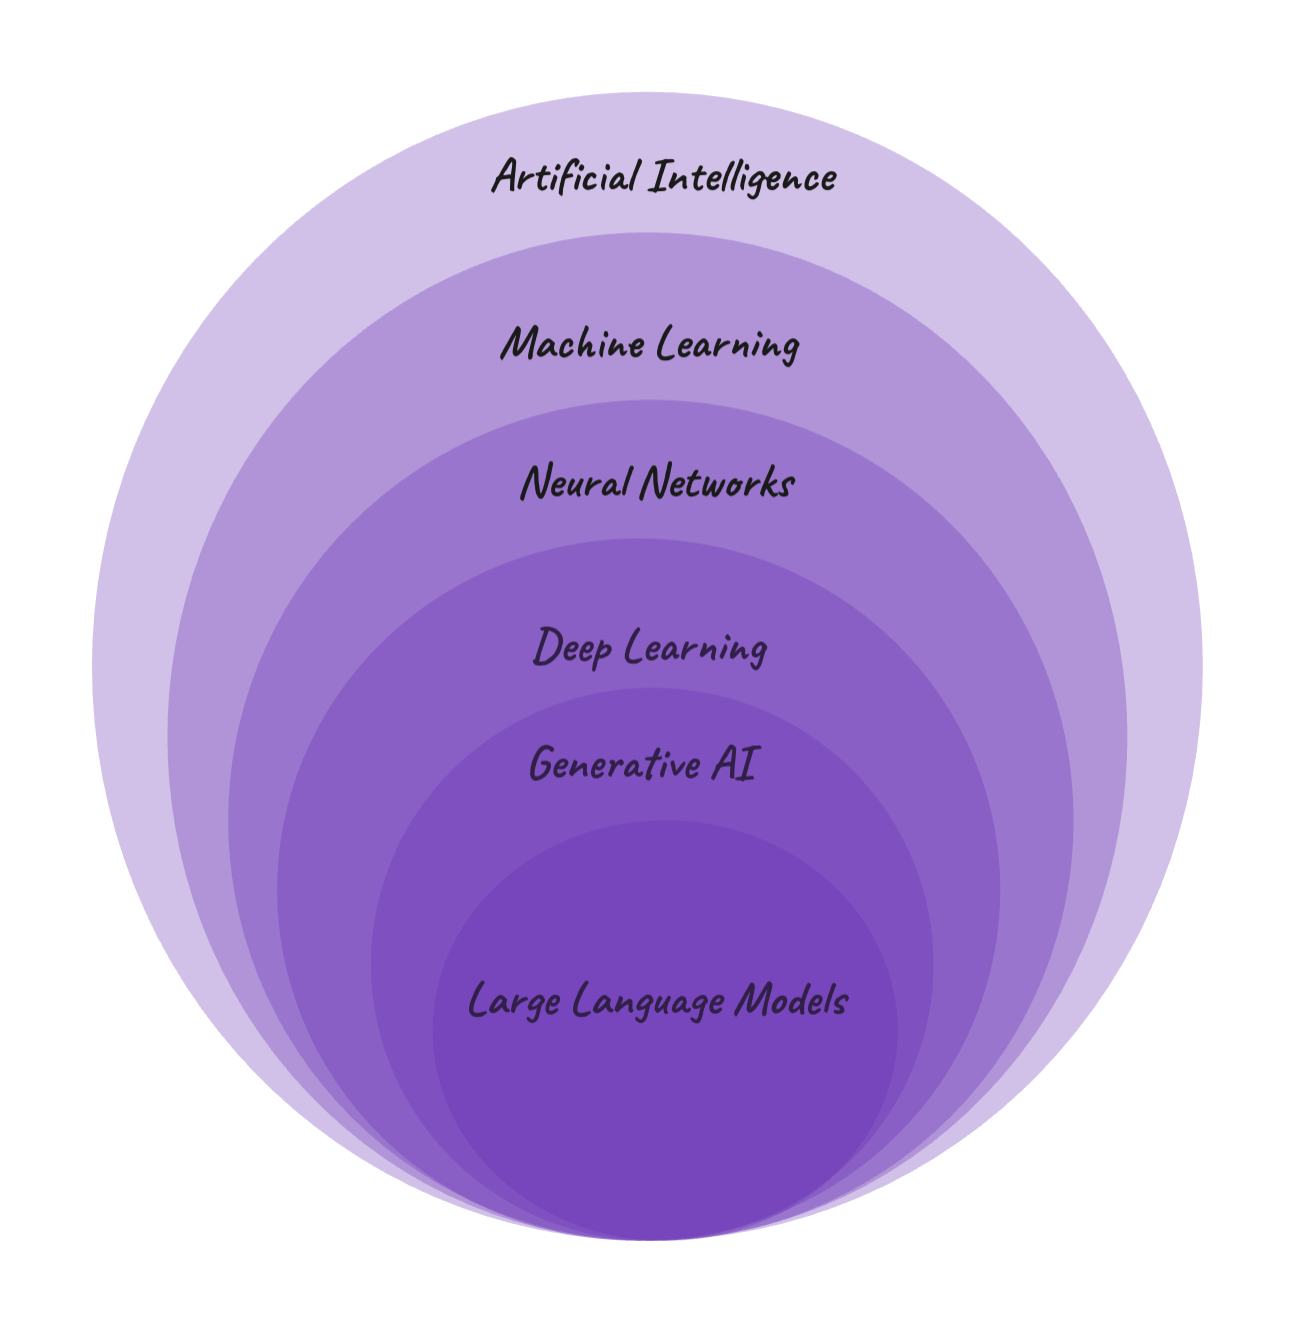 Artificial Intelligence
Machine Learning
Neural Networks
Deep Learning
Generative AI
Large Language Models